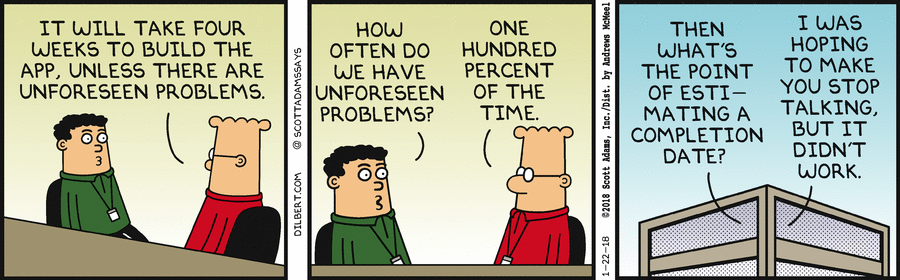 IT WILL TAKE FOUR
WEEKS TO BUILD THE
APP, UNLESS THERE ARE
UNFORESEEN PROBLEMS.
DILBERT.COM @SCOTTADAMSSAYS
HOW
OFTEN DO
WE HAVE
UNFORESEEN
PROBLEMS?
ONE
HUNDRED
PERCENT
OF THE
TIME.
1-22-18 ©2018 Scott Adams, Inc./Dist. by Andrews McMeel
THEN
WHAT'S
THE POINT
OF ESTI-
MATING A
COMPLETION
DATE?
I WAS
HOPING
TO MAKE
YOU STOP
TALKING,
BUT IT
DIDN'T
WORK.